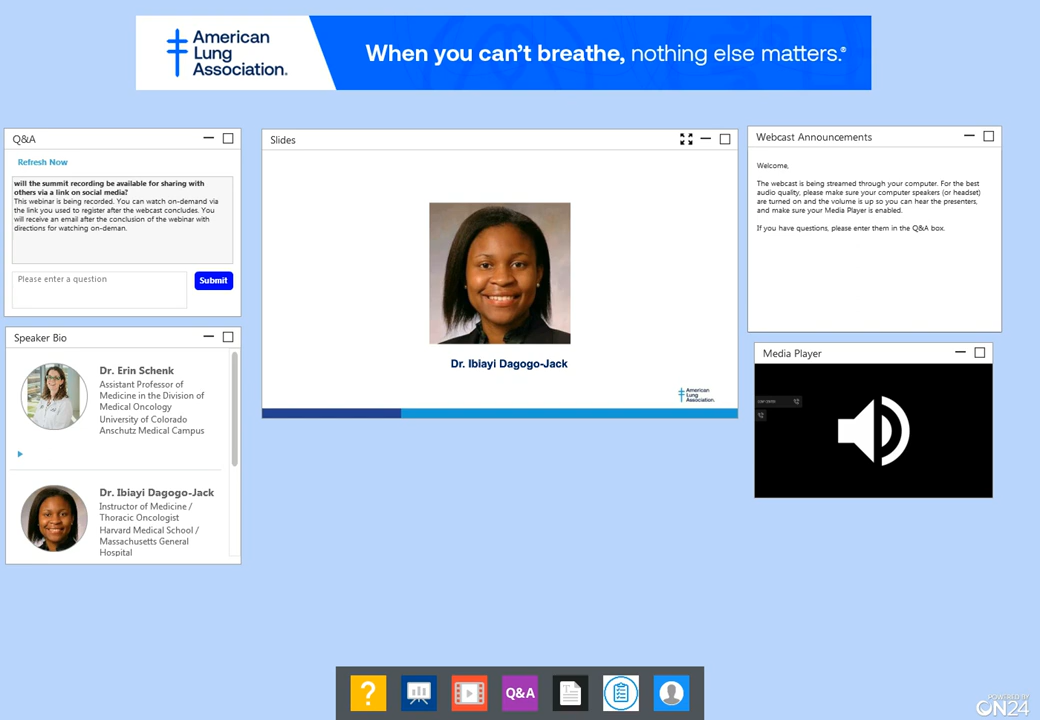 American
Lung
Association.
When you can't breathe, nothing else matters.®
Q&A
Refresh Now
will the summit recording be available for sharing with
others via a link on social media?
This webinar is being recorded. You can watch on-demand via
the link you used to register after the webcast concludes. You
will receive an email after the conclusion of the webinar with
directions for watching on-deman.
Please enter a question
Submit
Speaker Bio
Dr. Erin Schenk
Assistant Professor of
Medicine in the Division of
Medical Oncology
University of Colorado
Anschutz Medical Campus
Dr. Ibiayi Dagogo-Jack
Instructor of Medicine /
Thoracic Oncologist
Harvard Medical School /
Massachusetts General
Hospital
Slides
Dr. Ibiayi Dagogo-Jack
American
Lung
Association.
Webcast Announcements
Welcome,
The webcast is being streamed through your computer. For the best
audio quality, please make sure your computer speakers (or headset)
are turned on and the volume is up so you can hear the presenters,
and make sure your Media Player is enabled.
If you have questions, please enter them in the Q&A box.
Media Player
?
Q&A
POWERED BY
ON24